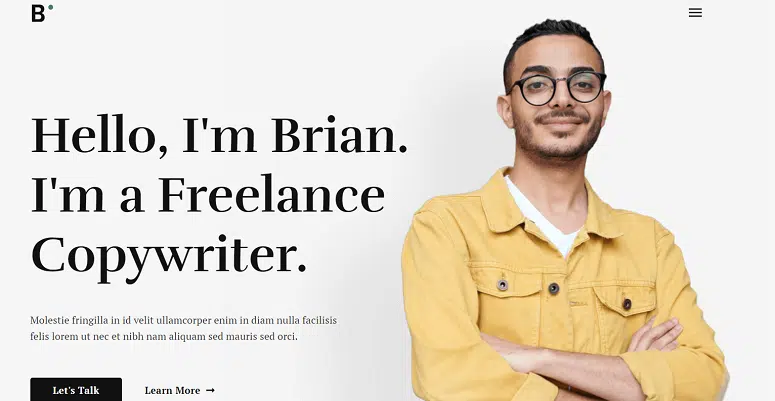 B
Hello, I'm Brian.
I'm a Freelance
Copywriter.
Molestie fringilla in id velit ullamcorper enim in diam nulla facilisis
felis lorem ut nec et nibh nam aliquam sed mauris sed orci.
Let's Talk
Learn More →